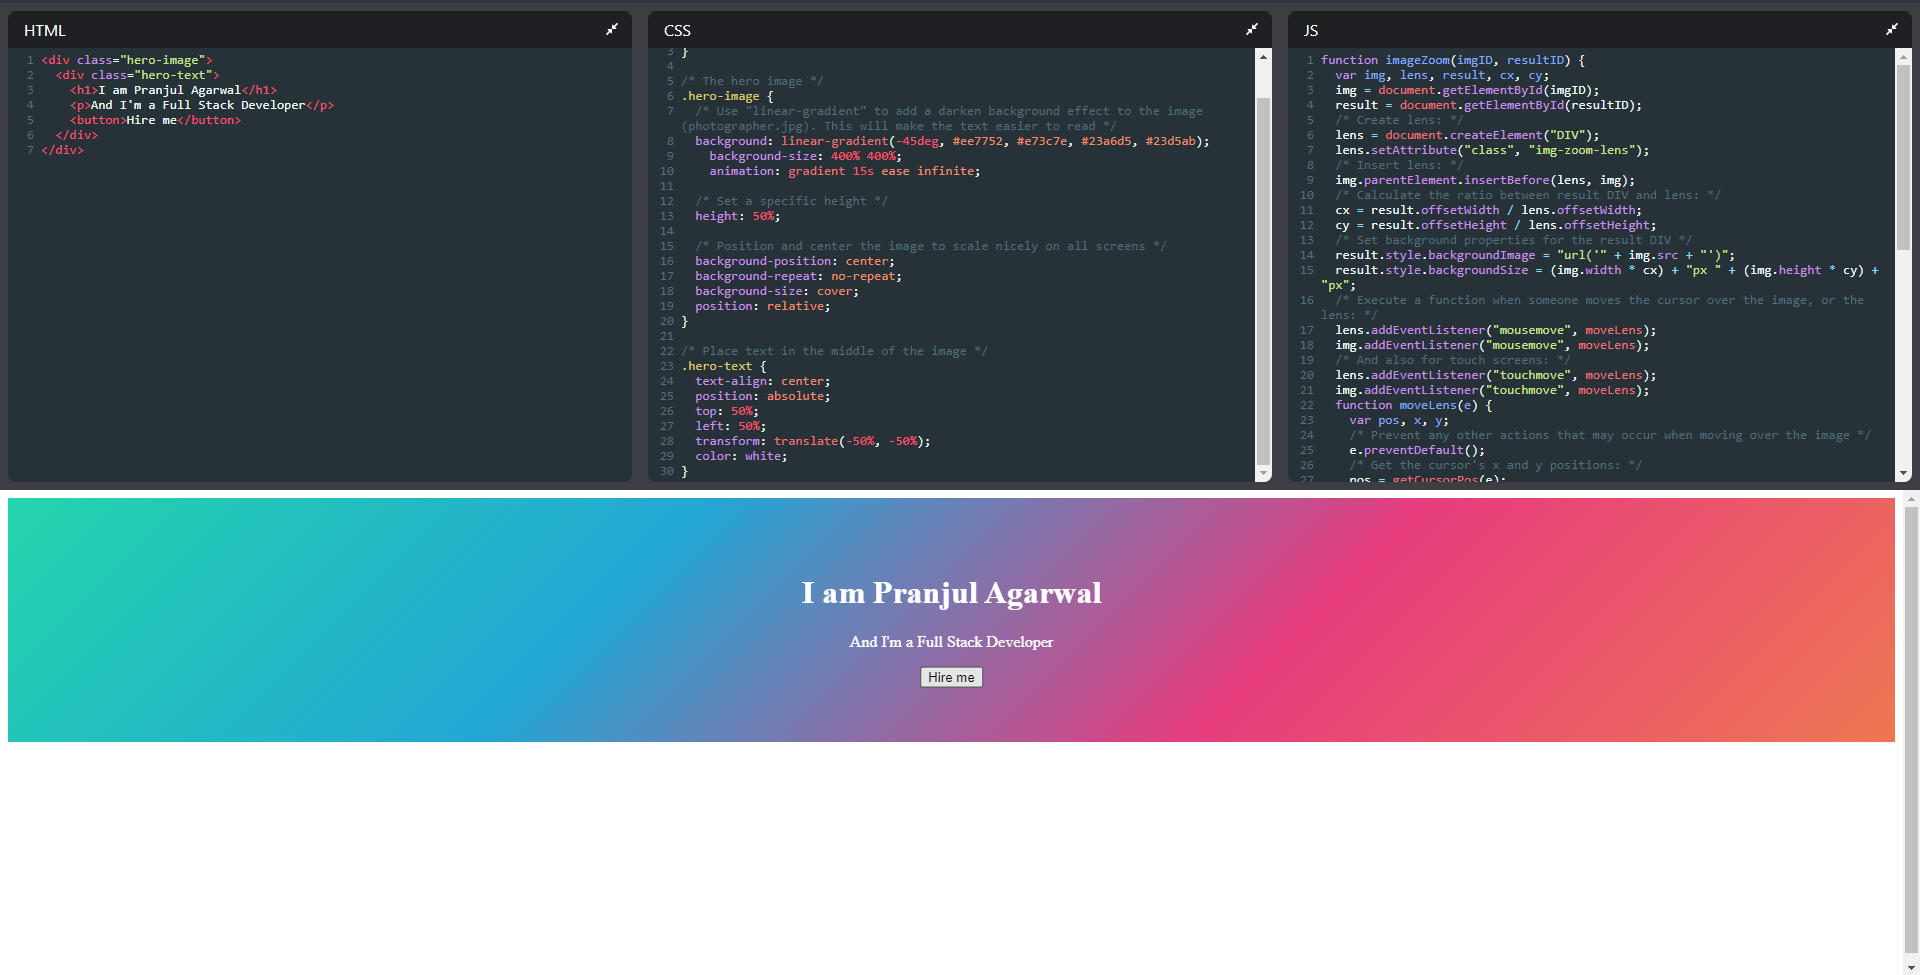 HTML
1 <div class="hero-image">
2   <div class="hero-text">
3     <h1>I am Pranjul Agarwal</h1>
4     <p>And I'm a Full Stack Developer</p>
5     <button>Hire me</button>
6   </div>
7 </div>
CSS
3 }
4
5 /* The hero image */
6 .hero-image {
7   /* Use "linear-gradient" to add a darken background effect to the image
(photographer.jpg). This will make the text easier to read */
8   background: linear-gradient(-45deg, #ee7752, #e73c7e, #23a6d5, #23d5ab);
9     background-size: 400% 400%;
10     animation: gradient 15s ease infinite;
11
12   /* Set a specific height */
13   height: 50%;
14
15   /* Position and center the image to scale nicely on all screens */
16   background-position: center;
17   background-repeat: no-repeat;
18   background-size: cover;
19   position: relative;
20 }
21
22 /* Place text in the middle of the image */
23 .hero-text {
24   text-align: center;
25   position: absolute;
26   top: 50%;
27   left: 50%;
28   transform: translate(-50%, -50%);
29   color: white;
30 }
JS
1 function imageZoom(imgID, resultID) {
2   var img, lens, result, cx, cy;
3   img = document.getElementById(imgID);
4   result = document.getElementById(resultID);
5   /* Create lens: */
6   lens = document.createElement("DIV");
7   lens.setAttribute("class", "img-zoom-lens");
8   /* Insert lens: */
9   img.parentElement.insertBefore(lens, img);
10   /* Calculate the ratio between result DIV and lens: */
11   cx = result.offsetWidth / lens.offsetWidth;
12   cy = result.offsetHeight / lens.offsetHeight;
13   /* Set background properties for the result DIV */
14   result.style.backgroundImage = "url('" + img.src + "')";
15   result.style.backgroundSize = (img.width * cx) + "px " + (img.height * cy) +
"px";
16   /* Execute a function when someone moves the cursor over the image, or the
lens: */
17   lens.addEventListener("mousemove", moveLens);
18   img.addEventListener("mousemove", moveLens);
19   /* And also for touch screens: */
20   lens.addEventListener("touchmove", moveLens);
21   img.addEventListener("touchmove", moveLens);
22   function moveLens(e) {
23     var pos, x, y;
24     /* Prevent any other actions that may occur when moving over the image */
25     e.preventDefault();
26     /* Get the cursor's x and y positions: */
27     pos = getCursorPos(e);
I am Pranjul Agarwal
And I'm a Full Stack Developer
Hire me